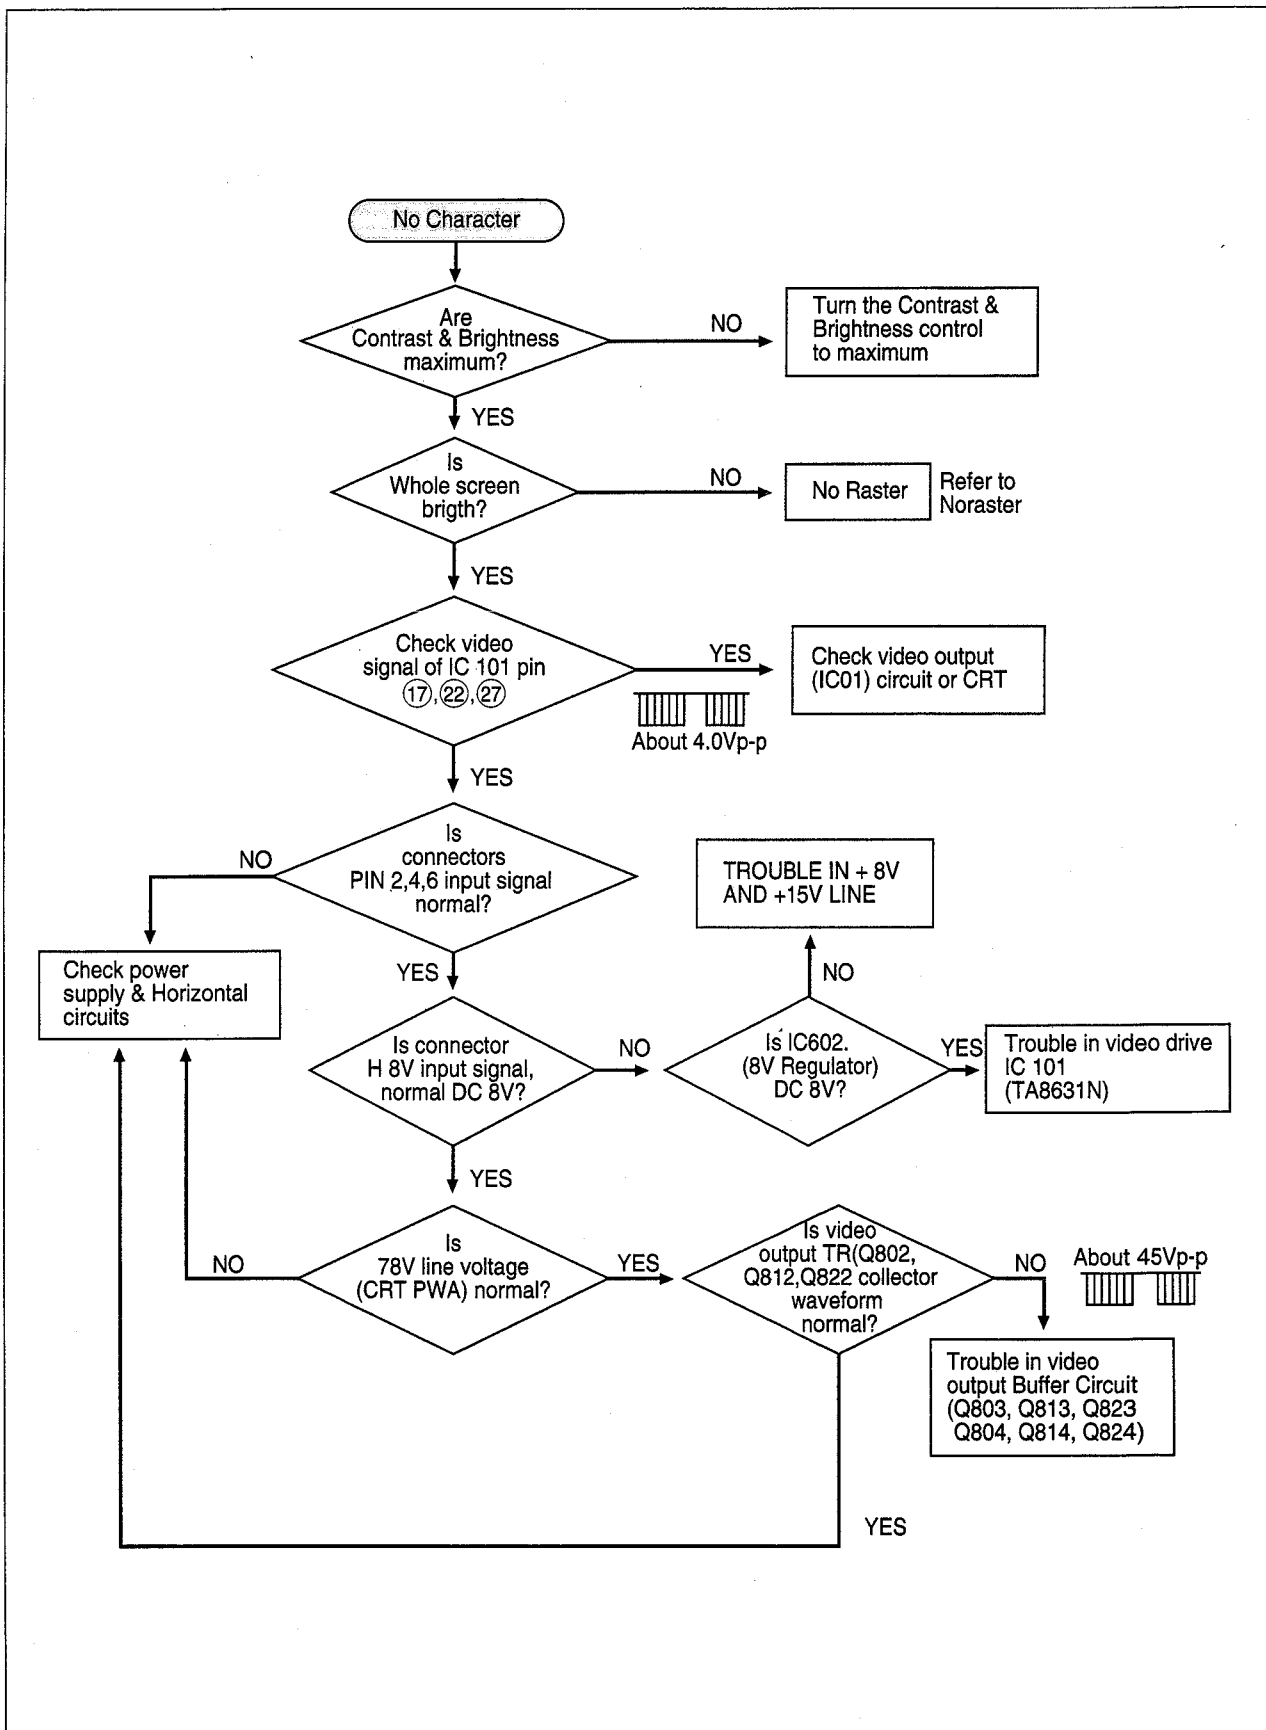 No Character
Are
Contrast & Brightness
maximum?
NO
Turn the Contrast &
Brightness control
to maximum
YES
Is
Whole screen
brigth?
NO
No Raster
Refer to
Noraster
YES
Check video
signal of IC 101 pin
17, 22, 27
YES
About 4.0Vp-p
Check video output
(IC01) circuit or CRT
YES
Is
connectors
PIN 2,4,6 input signal
normal?
NO
Check power
supply & Horizontal
circuits
YES
Is connector
H 8V input signal,
normal DC 8V?
NO
Is IC602.
(8V Regulator)
DC 8V?
NO
TROUBLE IN + 8V
AND +15V LINE
YES
Trouble in video drive
IC 101
(TA8631N)
YES
Is
78V line voltage
(CRT PWA) normal?
NO
YES
Is video
output TR(Q802,
Q812,Q822 collector
waveform
normal?
NO
About 45Vp-p
Trouble in video
output Buffer Circuit
(Q803, Q813, Q823
Q804, Q814, Q824)
YES